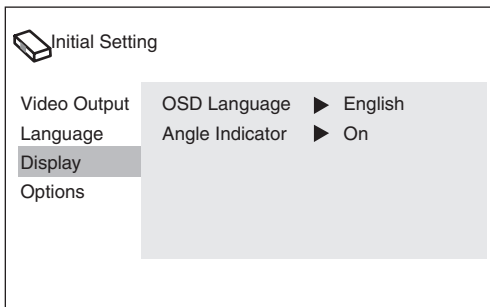 Initial Setting
Video Output
Language
Display
Options
OSD Language ▶ English
Angle Indicator ▶ On